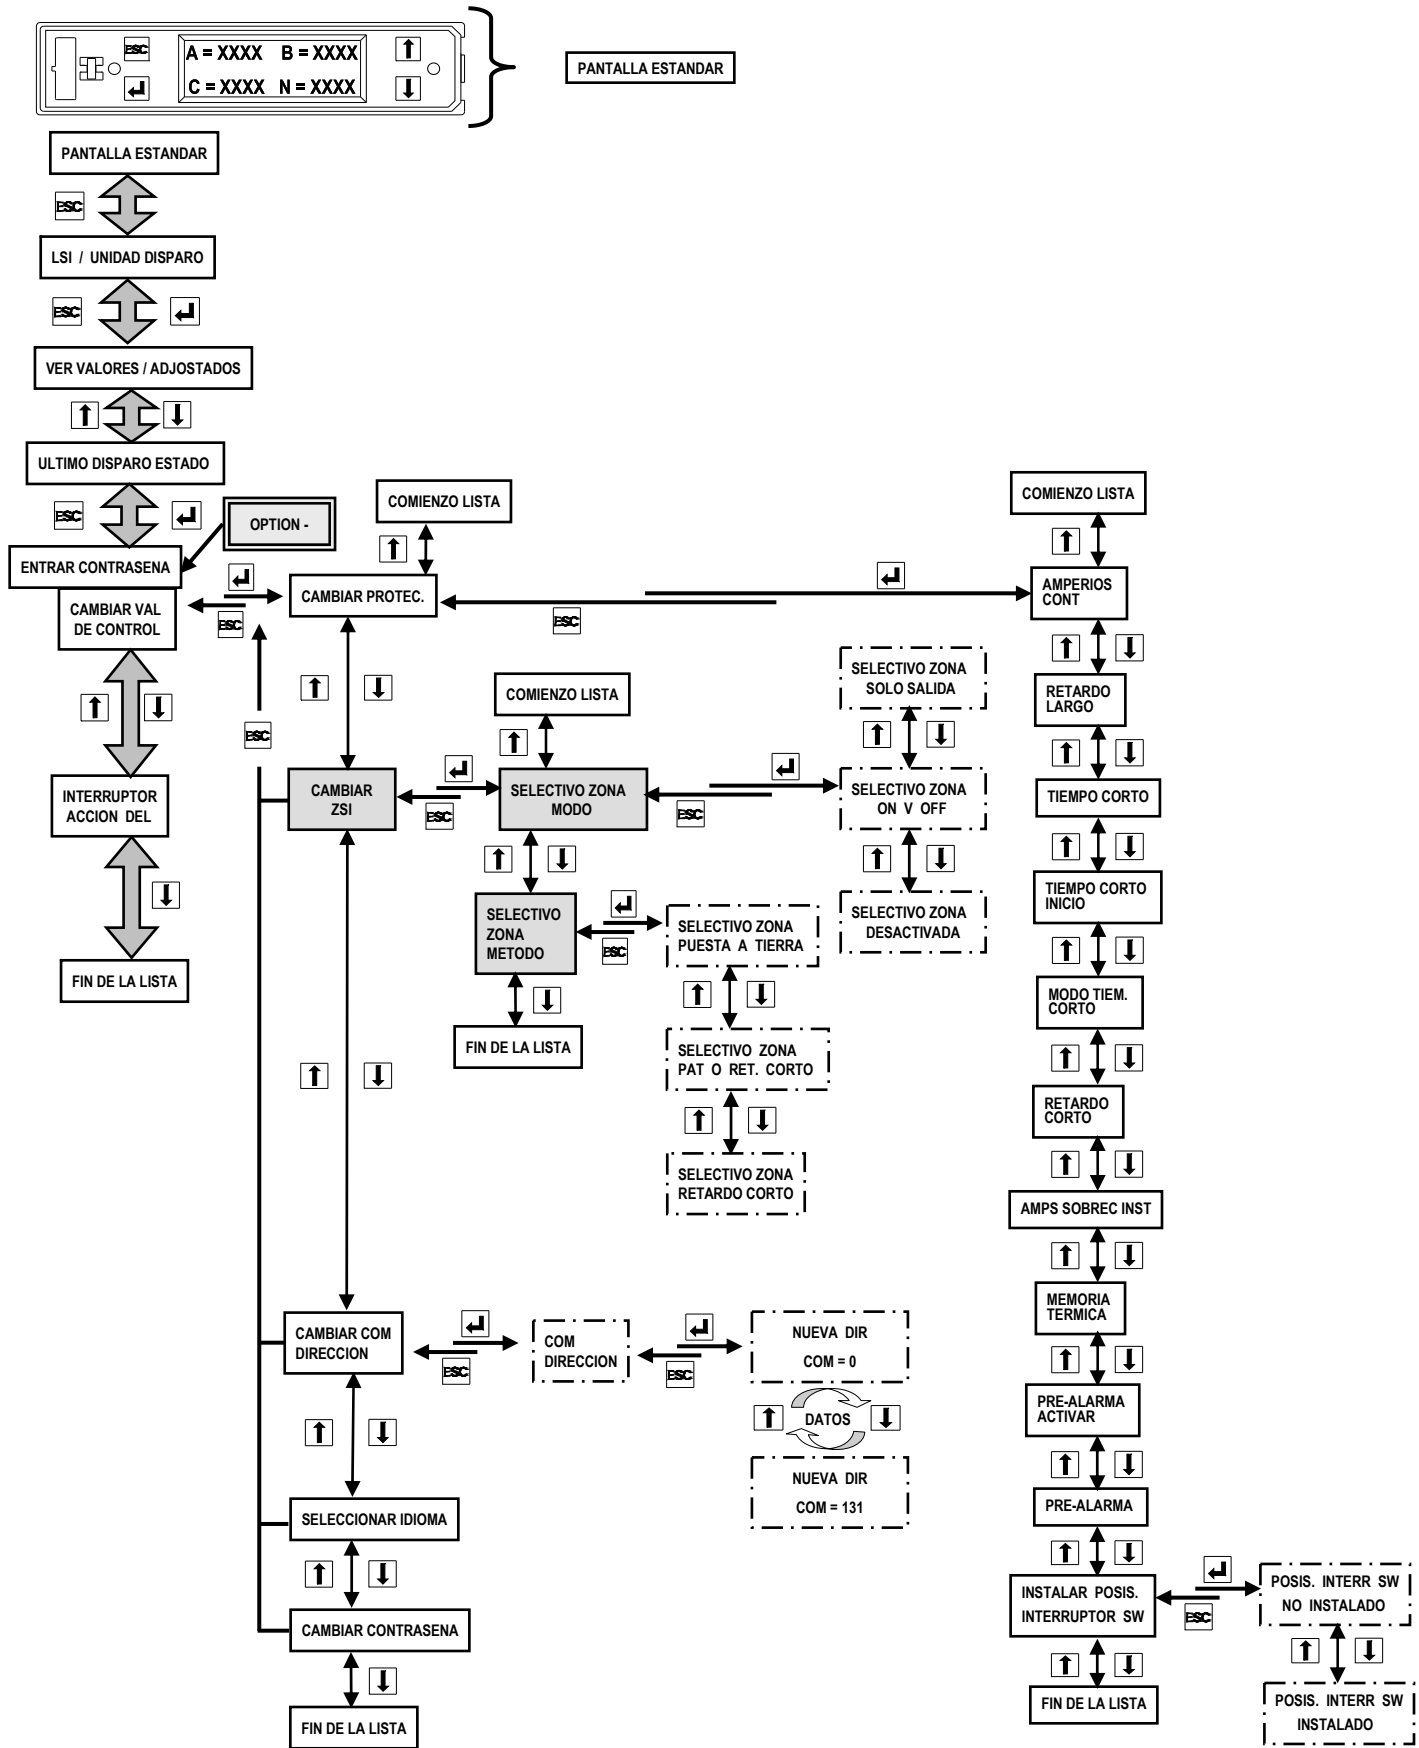 ESC
A = XXXX B = XXXX
C = XXXX N = XXXX
PANTALLA ESTANDAR
PANTALLA ESTANDAR
ESC
LSI / UNIDAD DISPARO
ESC
VER VALORES / ADJOSTADOS
ULTIMO DISPARO ESTADO
ESC
OPTION -
ENTRAR CONTRASENA
CAMBIAR VAL
DE CONTROL
ESC
INTERRUPTOR
ACCION DEL
FIN DE LA LISTA
COMIENZO LISTA
CAMBIAR PROTEC.
ESC
ESC
CAMBIAR
ZSI
ESC
COMIENZO LISTA
SELECTIVO ZONA
MODO
ESC
SELECTIVO ZONA
SOLO SALIDA
SELECTIVO ZONA
ON V OFF
SELECTIVO ZONA
DESACTIVADA
SELECTIVO
ZONA
METODO
ESC
SELECTIVO ZONA
PUESTA A TIERRA
FIN DE LA LISTA
SELECTIVO ZONA
PAT O RET. CORTO
SELECTIVO ZONA
RETARDO CORTO
CAMBIAR COM
DIRECCION
ESC
COM
DIRECCION
ESC
NUEVA DIR
COM = 0
DATOS
NUEVA DIR
COM = 131
SELECCIONAR IDIOMA
CAMBIAR CONTRASENA
FIN DE LA LISTA
COMIENZO LISTA
AMPERIOS
CONT
RETARDO
LARGO
TIEMPO CORTO
TIEMPO CORTO
INICIO
MODO TIEM.
CORTO
RETARDO
CORTO
AMPS SOBREC INST
MEMORIA
TERMICA
PRE-ALARMA
ACTIVAR
PRE-ALARMA
INSTALAR POSIS.
INTERRUPTOR SW
ESC
POSIS. INTERR SW
NO INSTALADO
FIN DE LA LISTA
POSIS. INTERR SW
INSTALADO